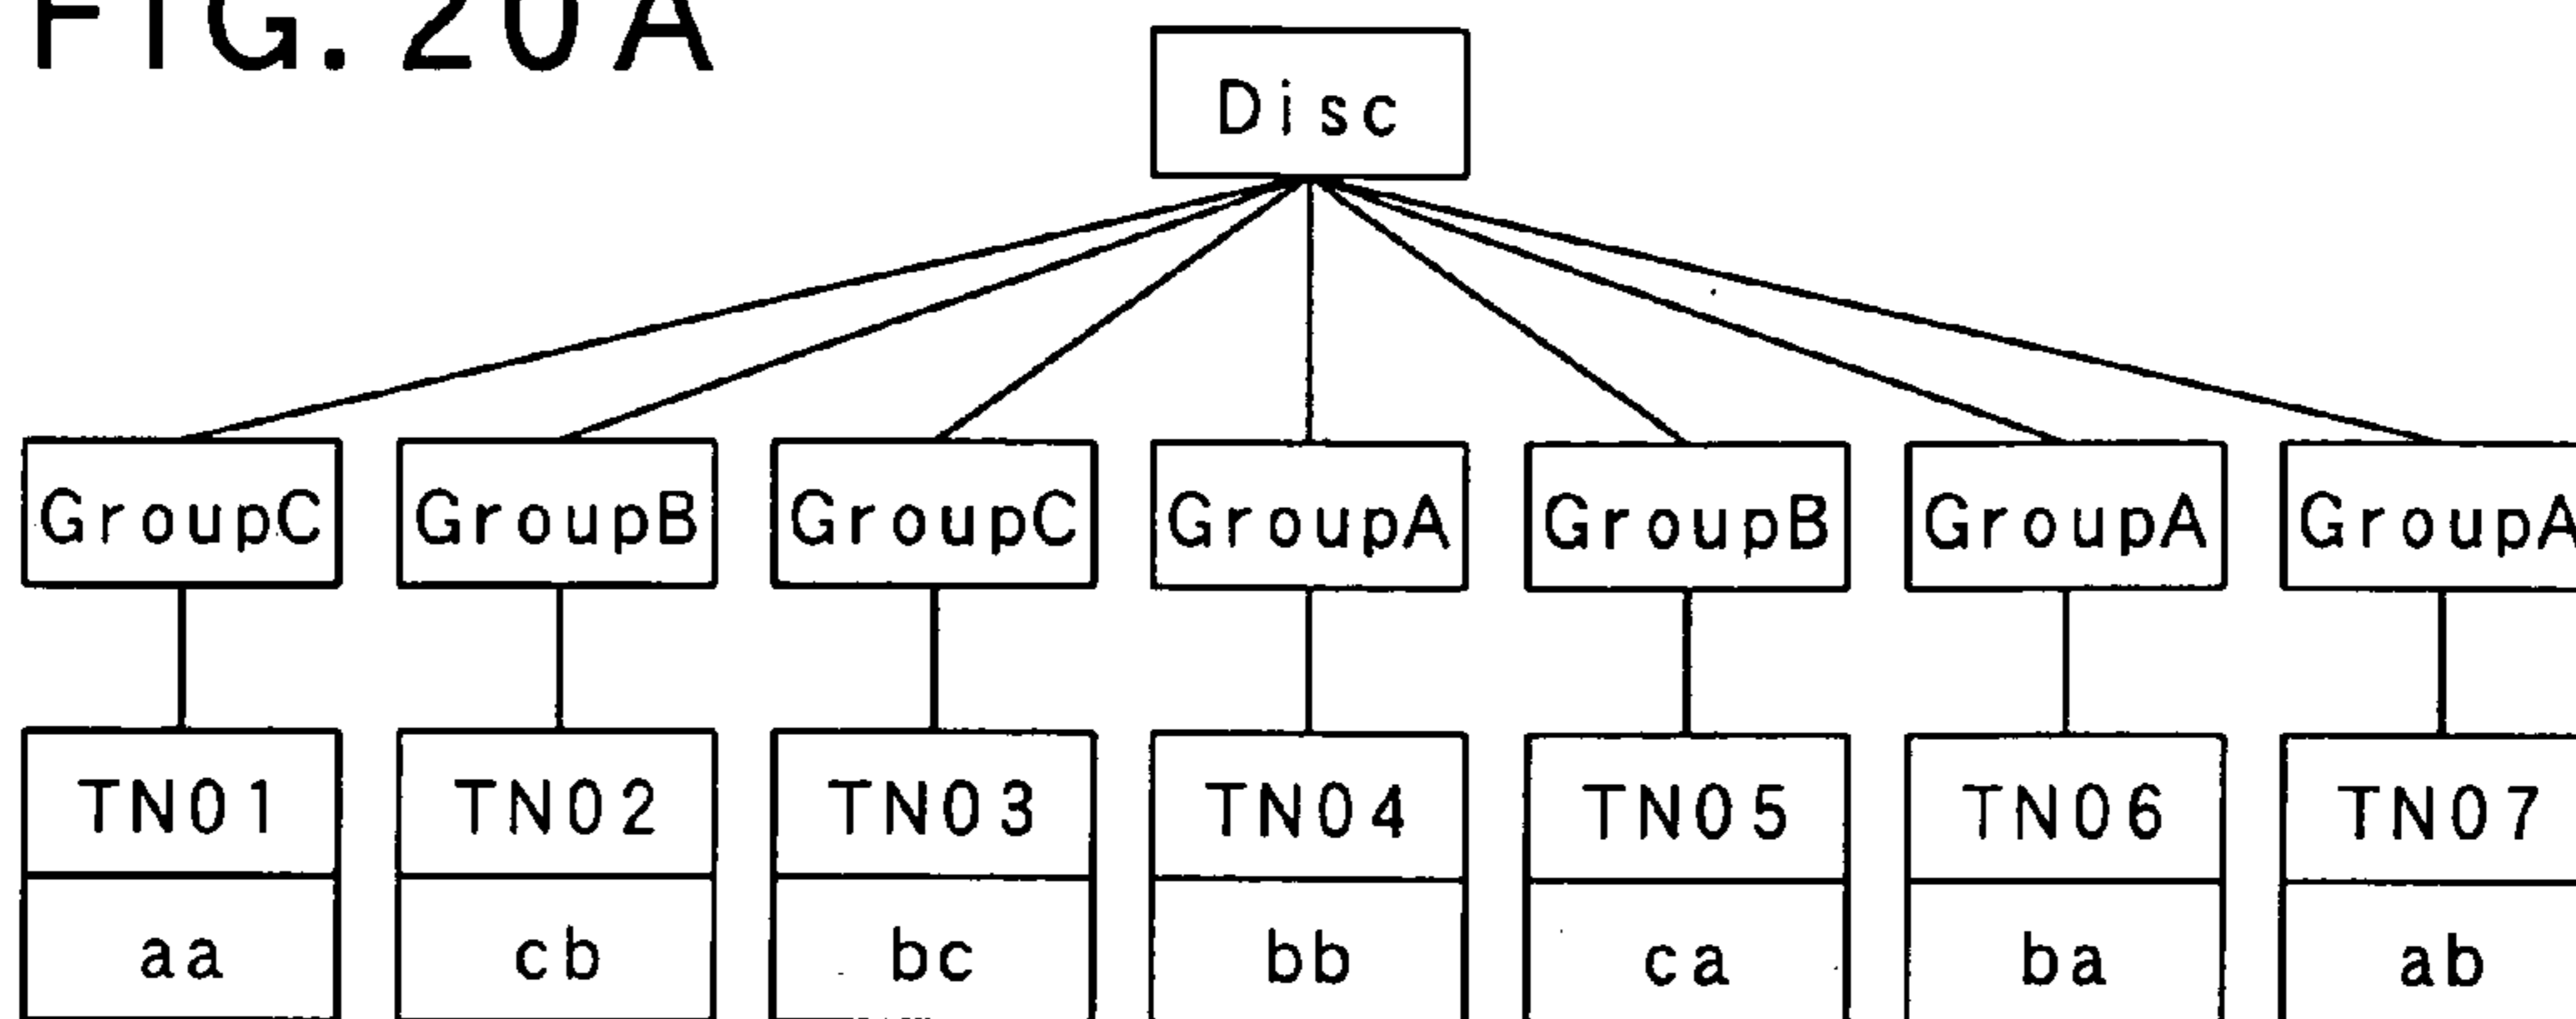 FIG. 20A
Disc
GroupC GroupB GroupC GroupA GroupB GroupA GroupA
TN01 TN02 TN03 TN04 TN05 TN06 TN07
aa cb bc bb ca ba ab